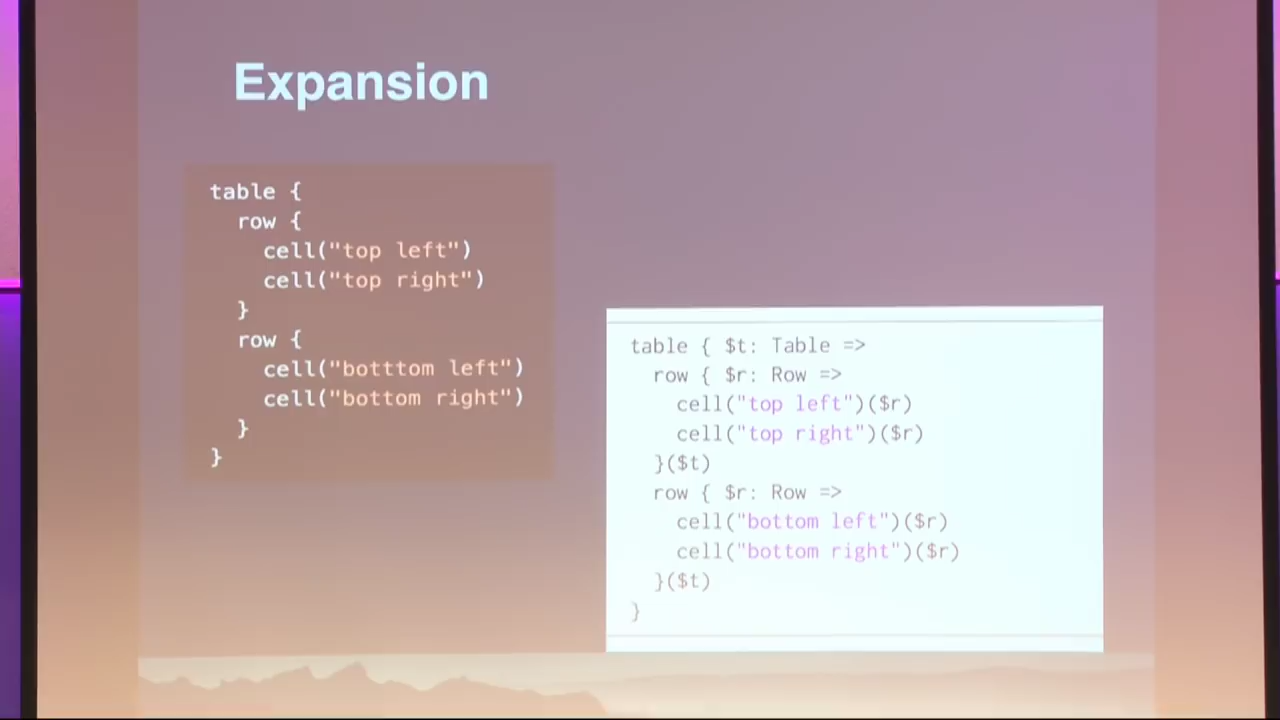 Expansion
table {
  row {
    cell("top left")
    cell("top right")
  }
  row {
    cell("botttom left")
    cell("bottom right")
  }
}
table { $t: Table =>
  row { $r: Row =>
    cell("top left")($r)
    cell("top right")($r)
  }($t)
  row { $r: Row =>
    cell("bottom left")($r)
    cell("bottom right")($r)
  }($t)
}